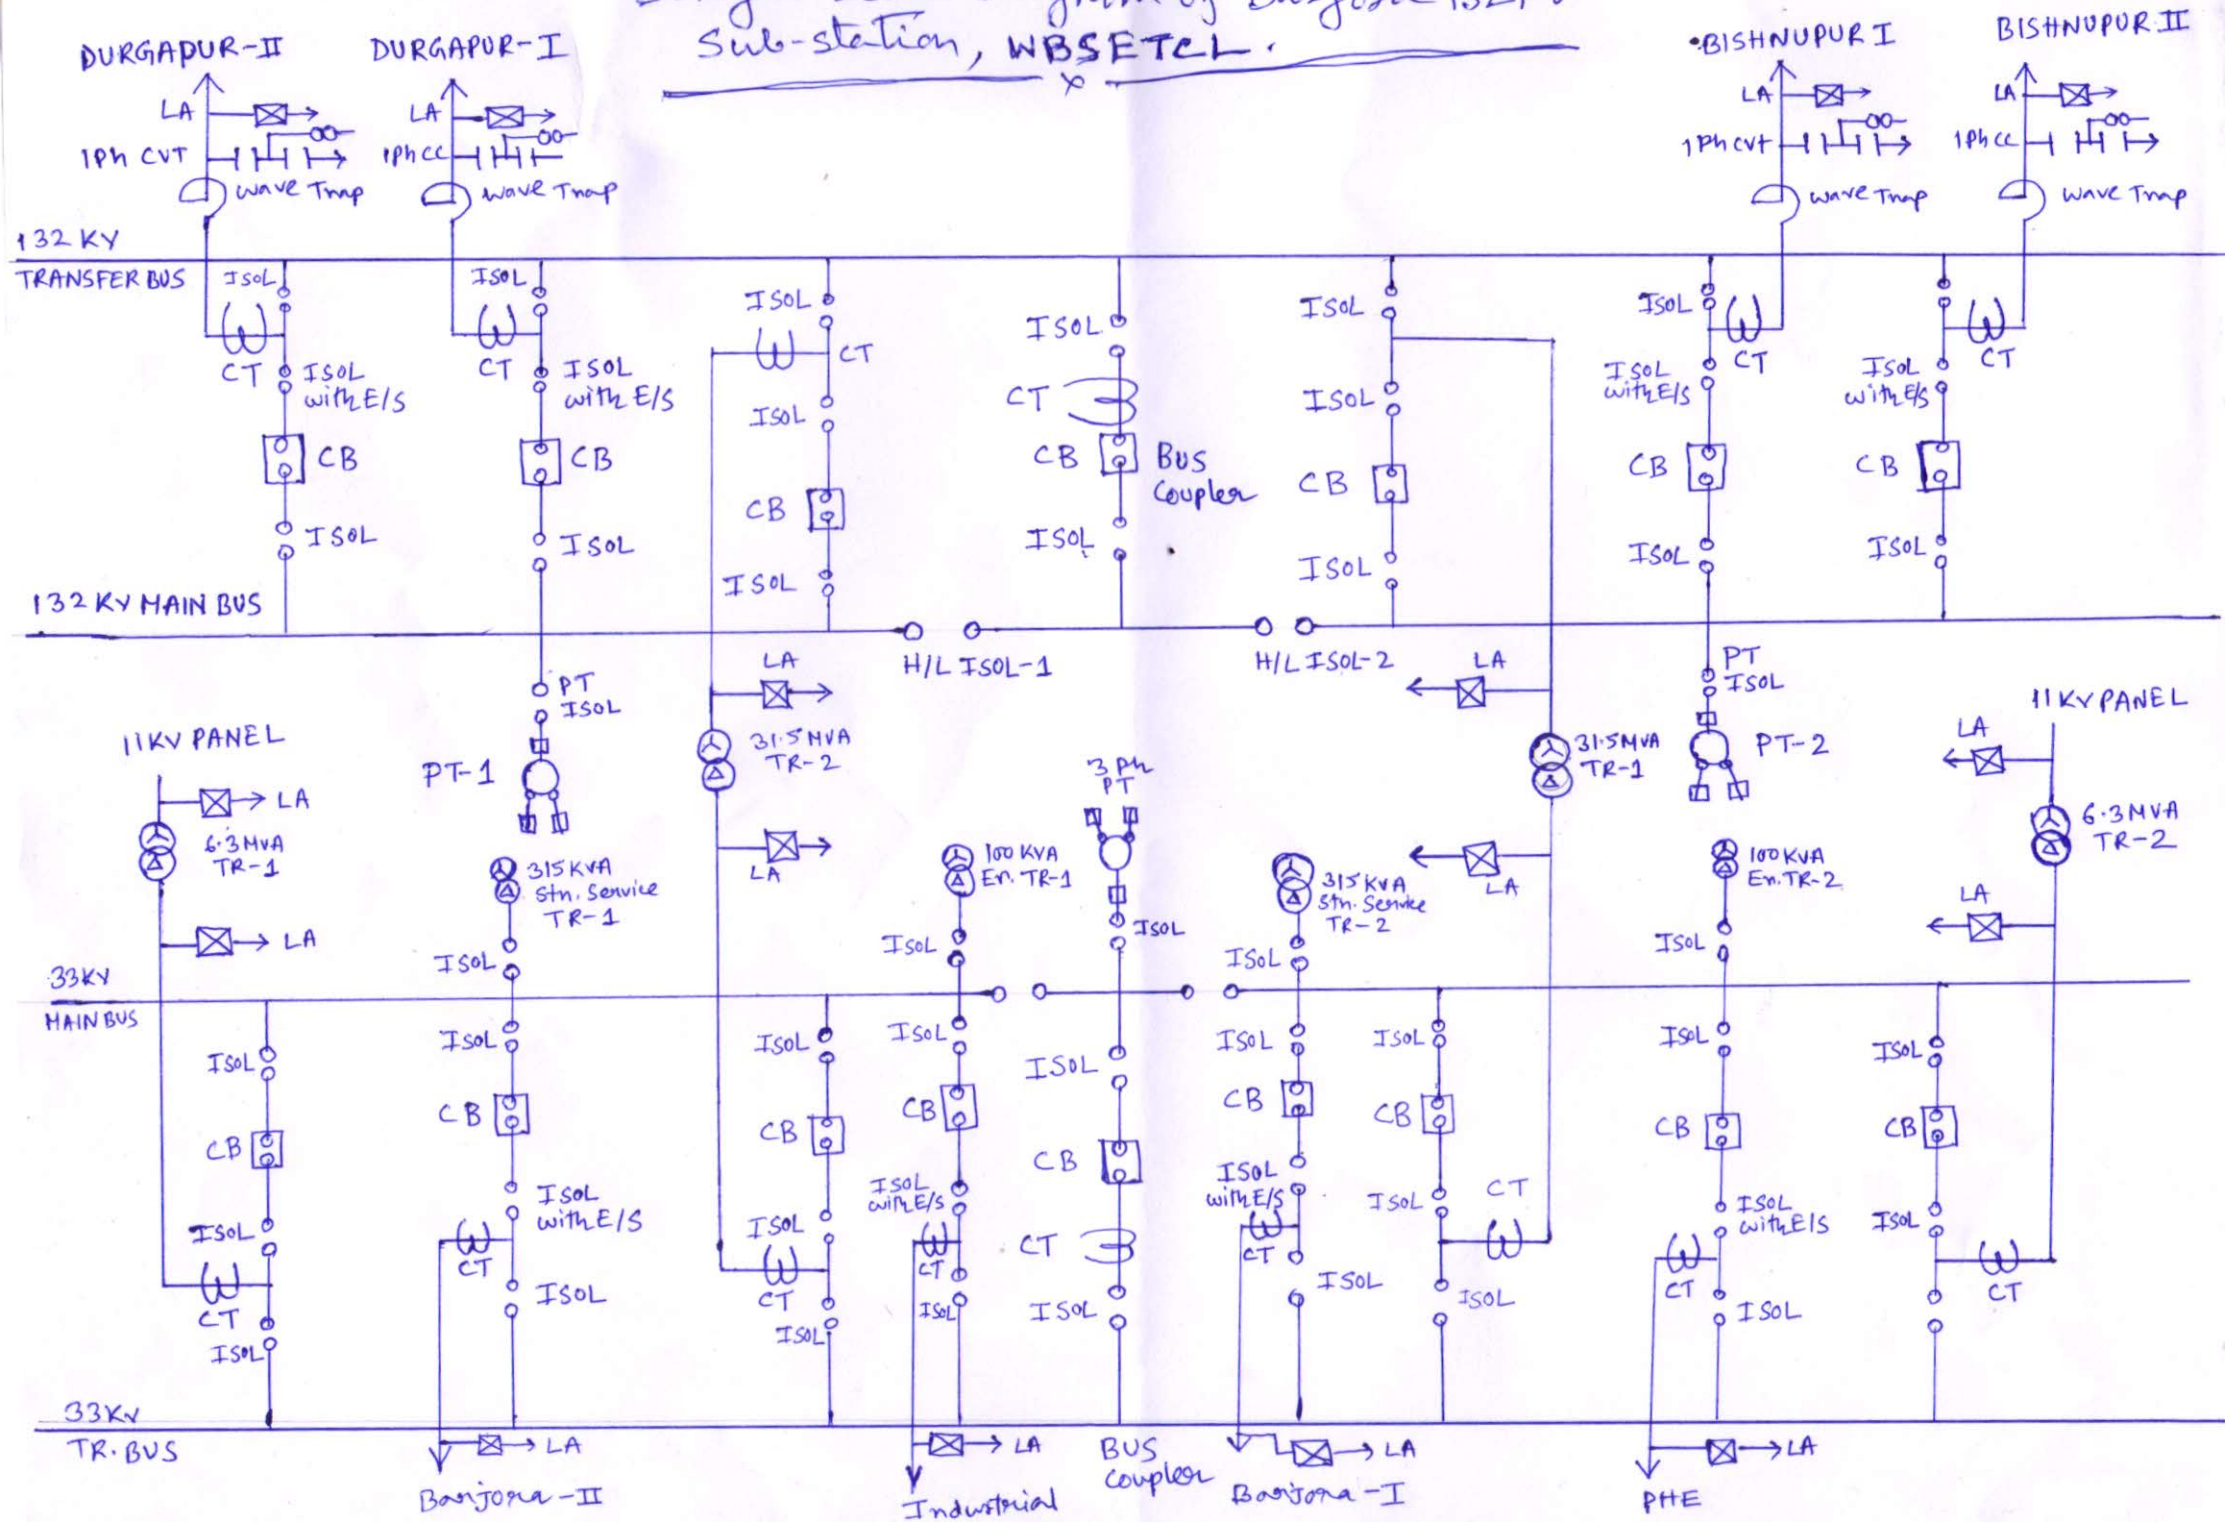 Sub-station, WBSETCL.
DURGAPUR-II
DURGAPUR-I
BISHNUPUR I
BISHNUPUR II
LA
LA
LA
LA
1Ph CVT
1Ph CC
1Ph CVT
1Ph CC
Wave Trap
Wave Trap
Wave Trap
Wave Trap
132 KV
TRANSFER BUS
ISOL
ISOL
ISOL
ISOL
ISOL
ISOL
CT
CT
CT
CT
CT
ISOL
with E/S
ISOL
with E/S
ISOL
CT
ISOL
ISOL
with E/S
ISOL
with E/S
CB
CB
CB
CB
Bus
Coupler
CB
CB
CB
ISOL
ISOL
ISOL
ISOL
ISOL
ISOL
ISOL
132 KV MAIN BUS
H/L ISOL-1
H/L ISOL-2
PT
ISOL
LA
LA
PT
ISOL
11KV PANEL
PT-1
31.5 MVA
TR-2
3 Ph
PT
31.5 MVA
TR-1
PT-2
11KV PANEL
LA
LA
6.3 MVA
TR-1
6.3 MVA
TR-2
315 KVA
Stn. Service
TR-1
LA
100 KVA
En. TR-1
315 KVA
Stn. Service
TR-2
LA
100 KVA
En. TR-2
LA
LA
ISOL
ISOL
ISOL
ISOL
ISOL
33KV
MAIN BUS
ISOL
ISOL
ISOL
ISOL
ISOL
ISOL
ISOL
ISOL
ISOL
CB
CB
CB
CB
CB
CB
CB
CB
CB
ISOL
ISOL
with E/S
ISOL
ISOL
with E/S
CT
ISOL
with E/S
ISOL
CT
ISOL
with E/S
ISOL
CT
CT
CT
CT
CT
CT
CT
ISOL
ISOL
ISOL
ISOL
ISOL
ISOL
ISOL
ISOL
33KV
TR. BUS
LA
LA
BUS
Coupler
LA
LA
Barjora-II
Industrial
Barjora-I
PHE